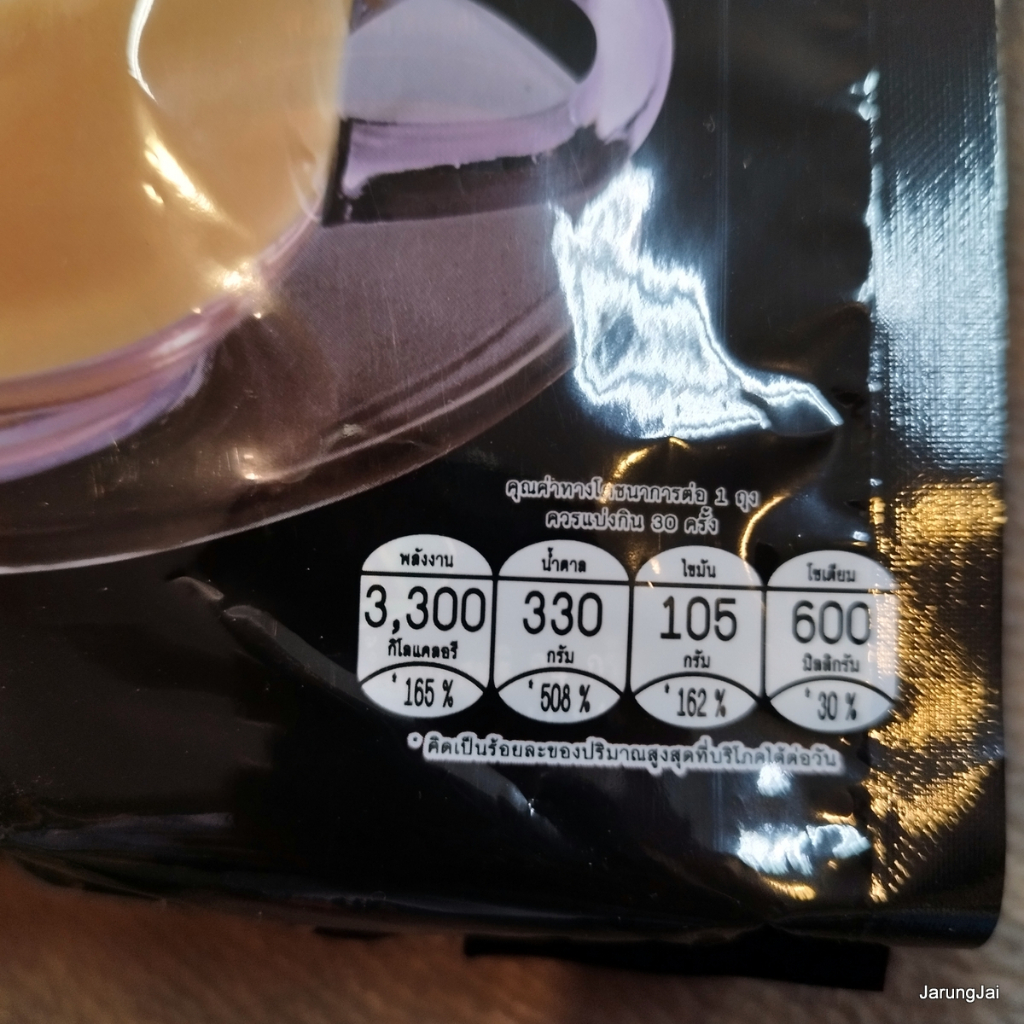 คุณค่าทางโภชนาการต่อ 1 ถุง
ควรแบ่งกิน 30 ครั้ง
พลังงาน น้ำตาล ไขมัน โซเดียม
3,300 330 105 600
กิโลแคลอรี กรัม กรัม มิลลิกรัม
*165 % *508 % *162 % *30 %
* คิดเป็นร้อยละของปริมาณสูงสุดที่บริโภคได้ต่อวัน
JarungJai